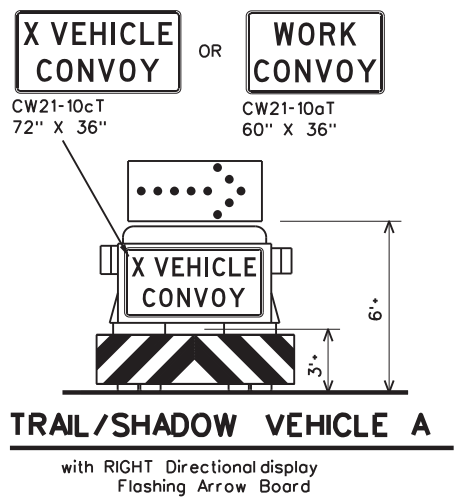 X VEHICLE
CONVOY
OR
WORK
CONVOY
CW21-10cT
72" X 36"
CW21-10aT
60" X 36"
X VEHICLE
CONVOY
6'+
3'+
TRAIL/SHADOW VEHICLE A
with RIGHT Directional display
Flashing Arrow Board